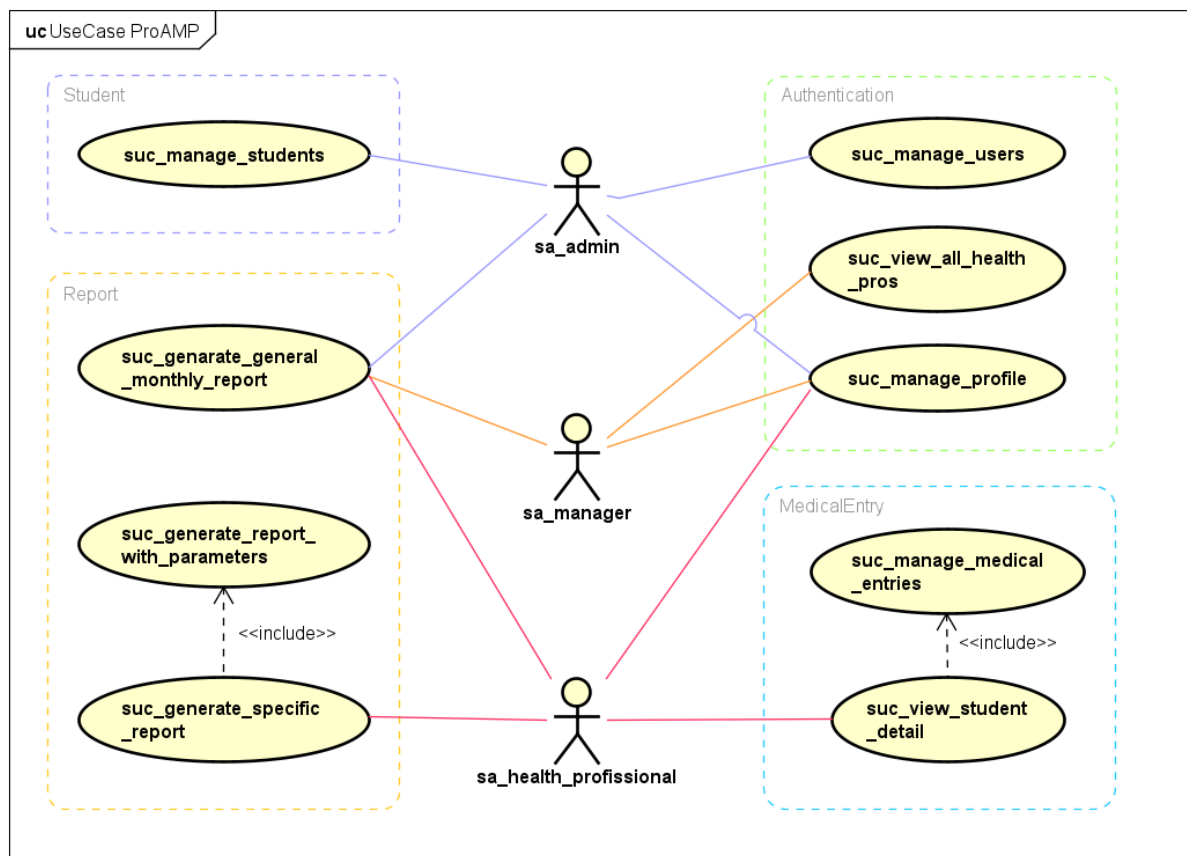 uc UseCase ProAMP
Student
suc_manage_students
Authentication
suc_manage_users
sa_admin
suc_view_all_health
_pros
Report
suc_genarate_general
_monthly_report
suc_manage_profile
sa_manager
MedicalEntry
suc_generate_report_
with_parameters
suc_manage_medical
_entries
<<include>>
<<include>>
suc_generate_specific
_report
suc_view_student
_detail
sa_health_profissional